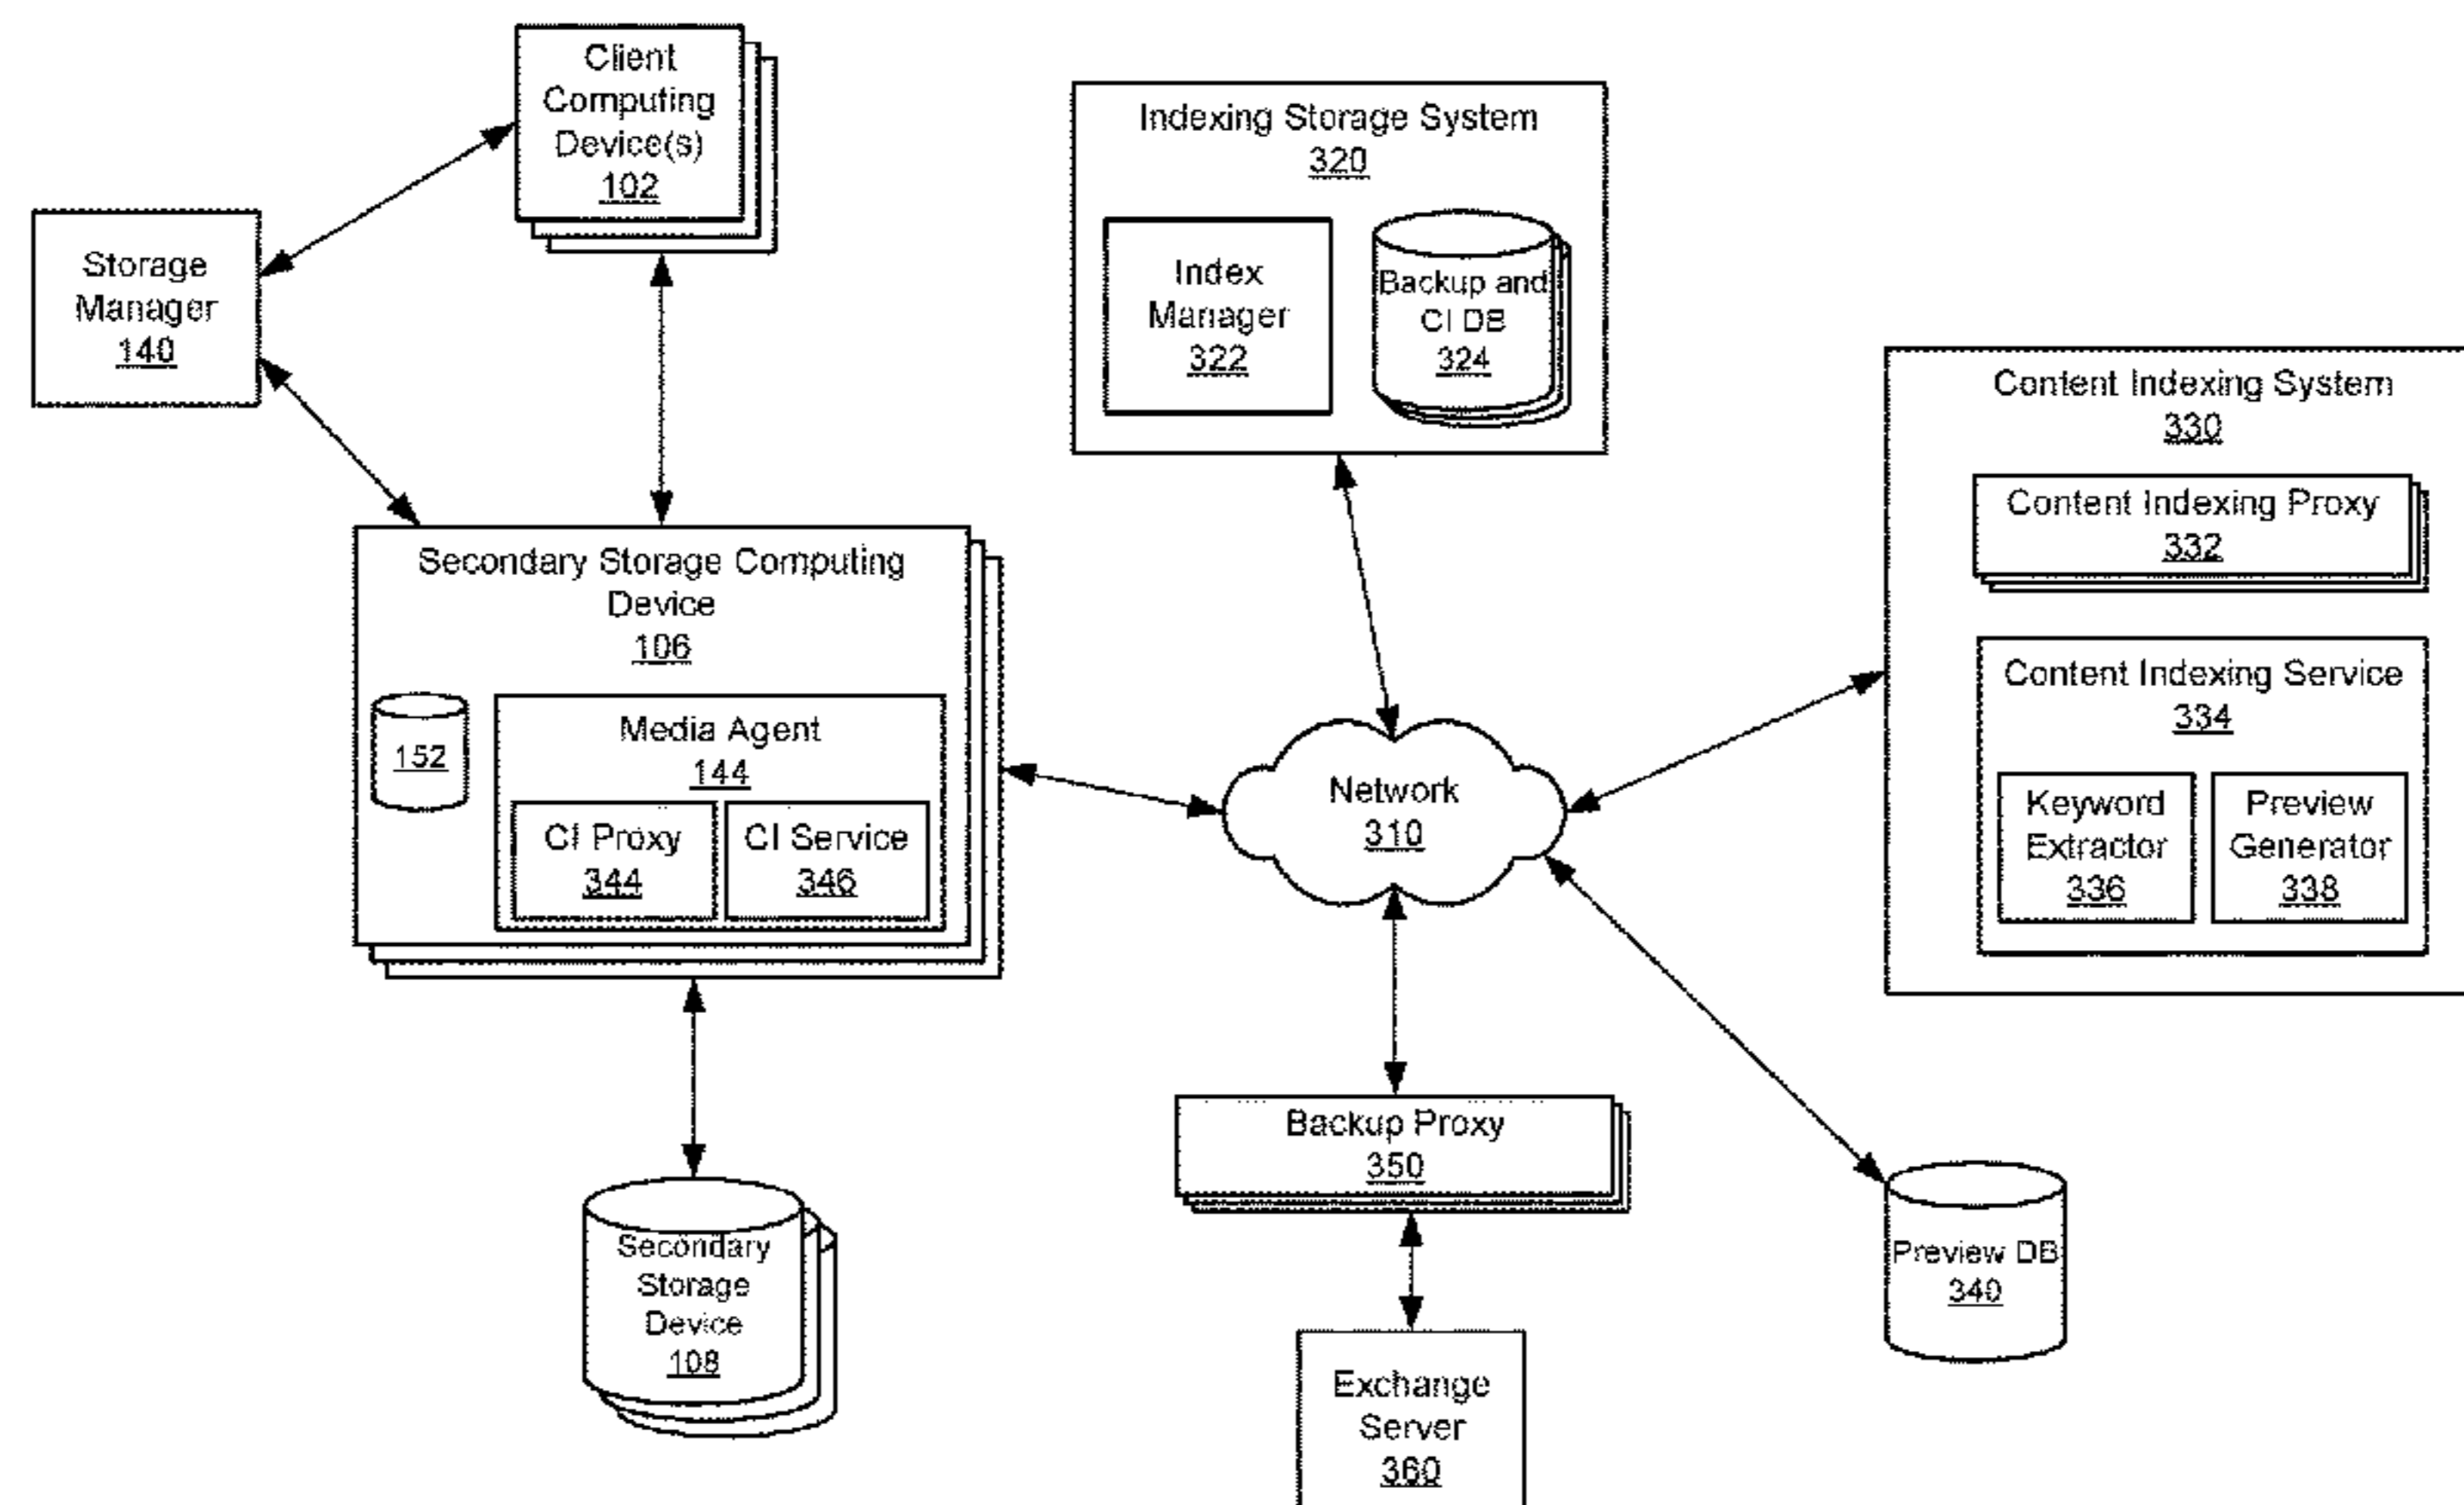 Client
Computing
Device(s)
102
Storage
Manager
140
Indexing Storage System
320
Index
Manager
322
Backup and
CI DB
324
Content Indexing System
330
Content Indexing Proxy
332
Content Indexing Service
334
Keyword
Extractor
336
Preview
Generator
338
Secondary Storage Computing
Device
106
152
Media Agent
144
CI Proxy
344
CI Service
346
Network
310
Backup Proxy
350
Secondary
Storage
Device
108
Preview DB
340
Exchange
Server
360